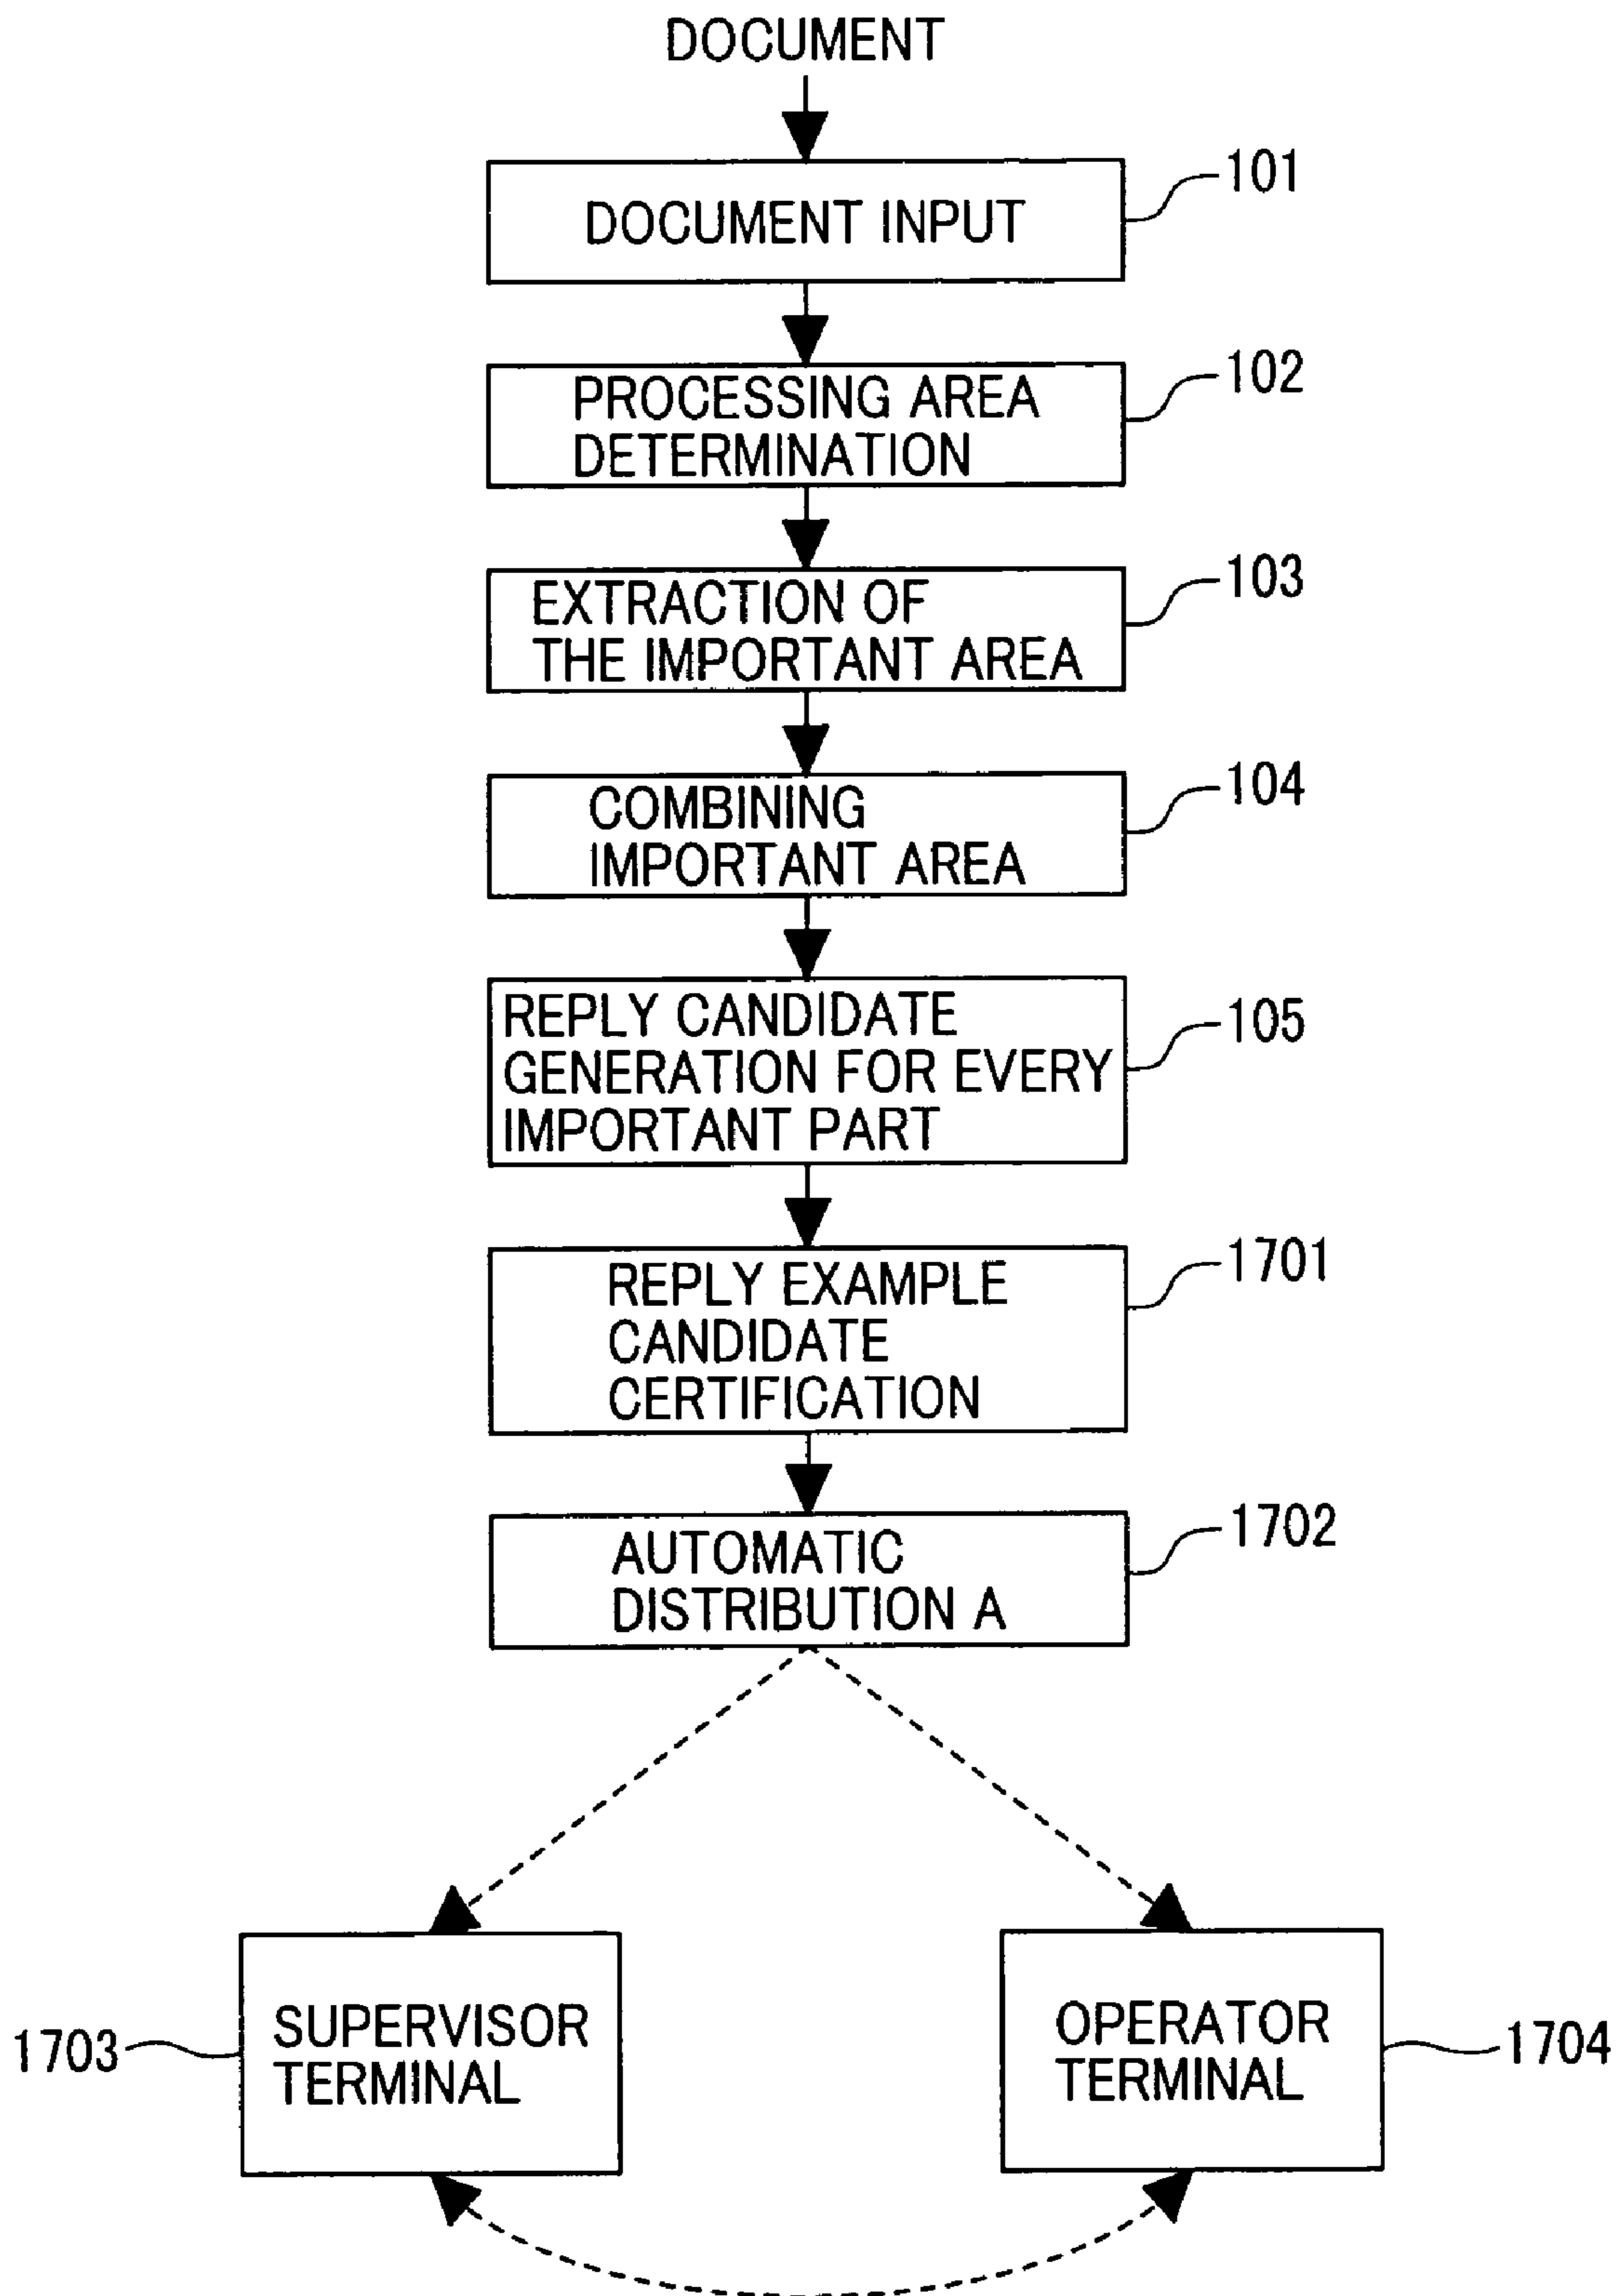 DOCUMENT
DOCUMENT INPUT
101
PROCESSING AREA
DETERMINATION
102
EXTRACTION OF
THE IMPORTANT AREA
103
COMBINING
IMPORTANT AREA
104
REPLY CANDIDATE
GENERATION FOR EVERY
IMPORTANT PART
105
REPLY EXAMPLE
CANDIDATE
CERTIFICATION
1701
AUTOMATIC
DISTRIBUTION A
1702
1703
SUPERVISOR
TERMINAL
OPERATOR
TERMINAL
1704